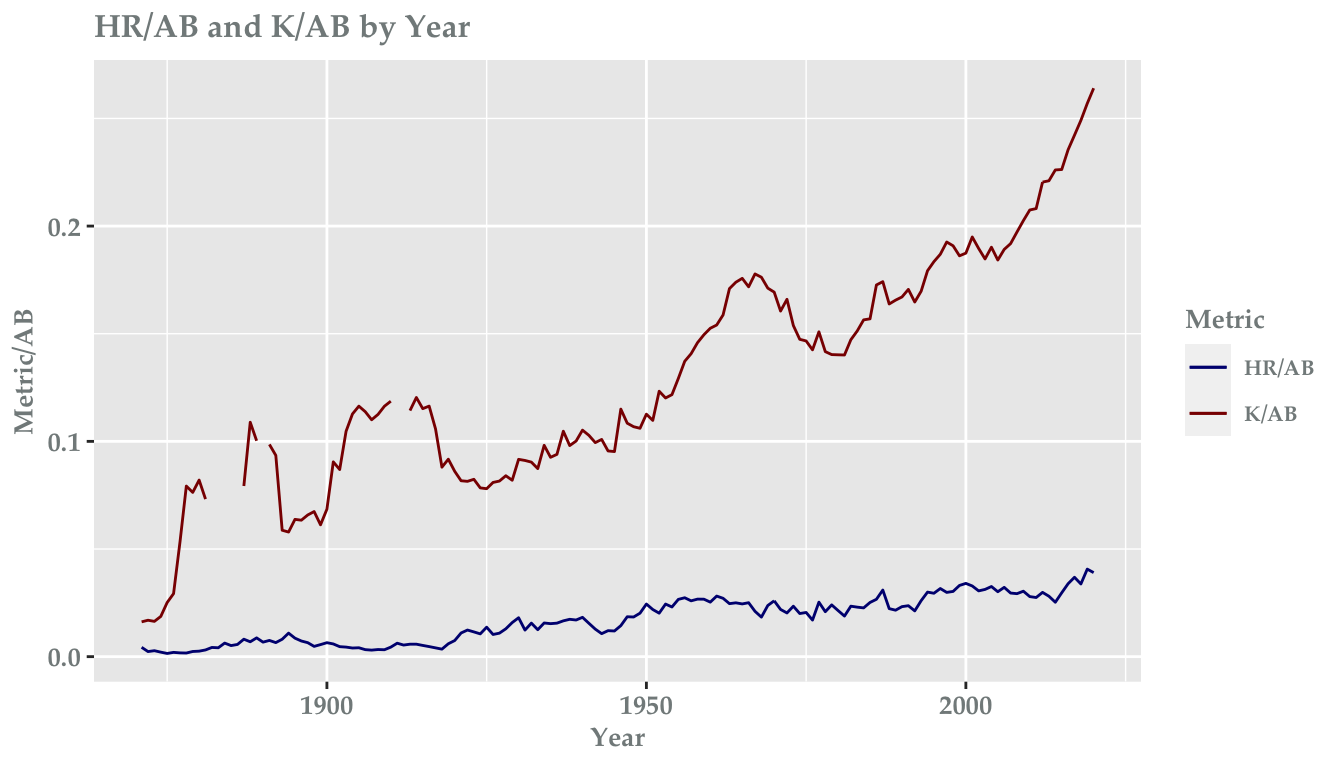 HR/AB and K/AB by Year
Metric/AB
0.2
0.1
0.0
1900
1950
2000
Year
Metric
HR/AB
K/AB